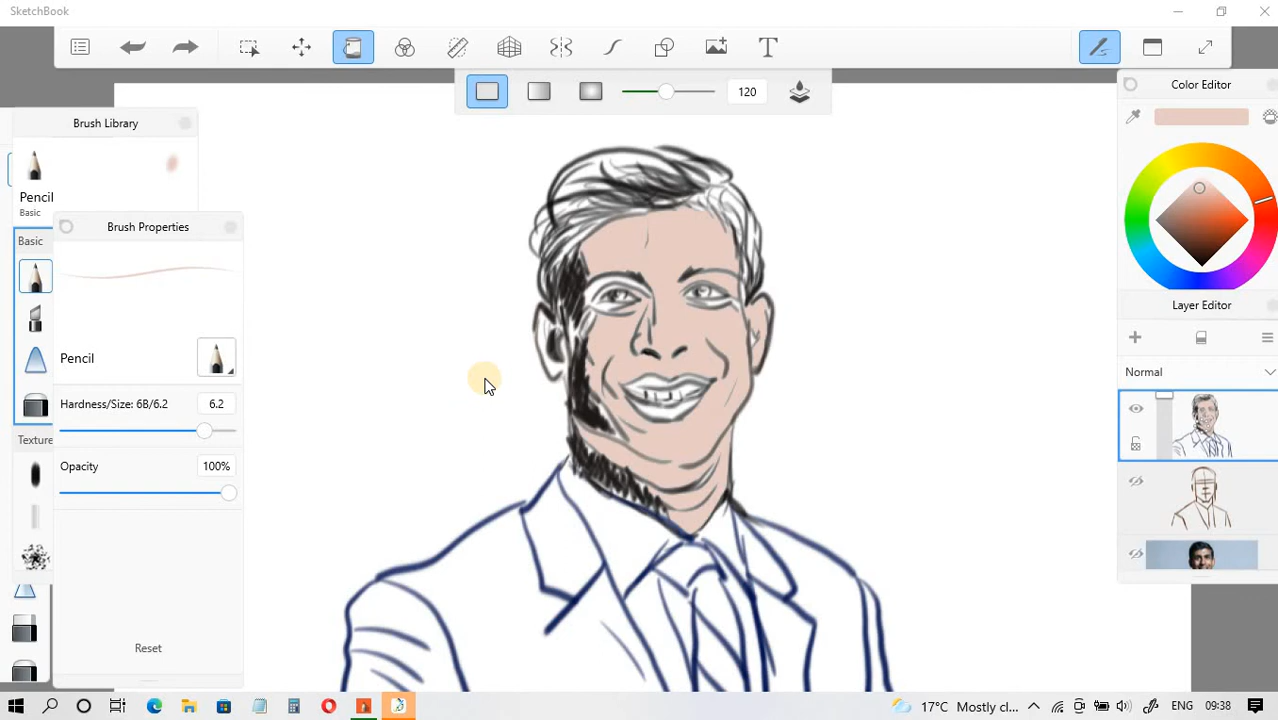 SketchBook
120
Brush Library
Pencil
Basic
Basic
Brush Properties
Pencil
Hardness/Size: 6B/6.2
6.2
Opacity
100%
Texture
Reset
Color Editor
Layer Editor
Normal
17°C Mostly cl...
ENG
09:38